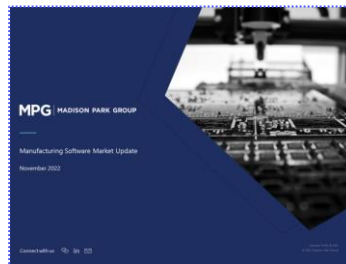 MPG | MADISON PARK GROUP
Manufacturing Software Market Update
November 2022
Connect with us